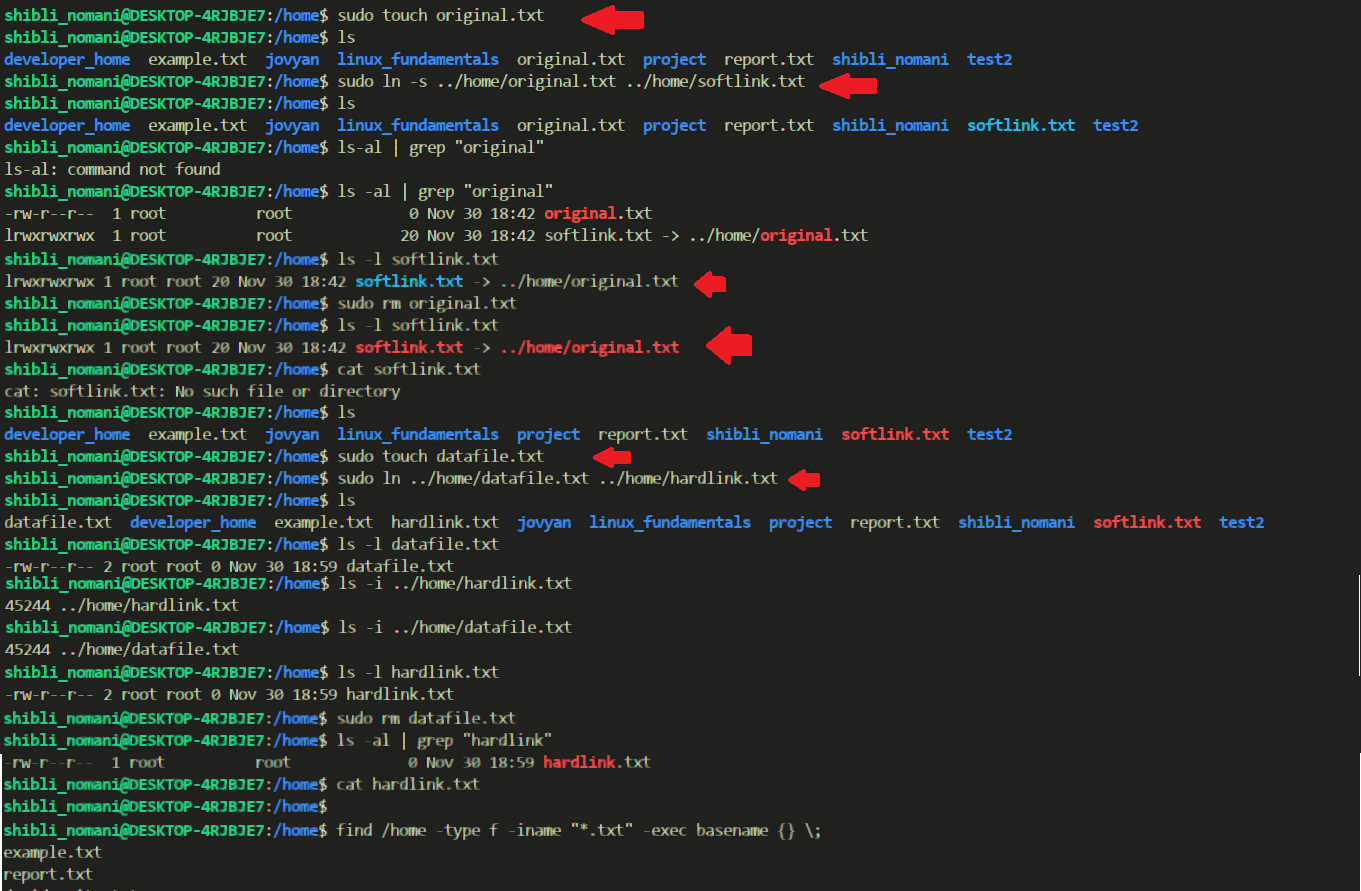 shibli_nomani@DESKTOP-4RJBJE7:/home$ sudo touch original.txt
shibli_nomani@DESKTOP-4RJBJE7:/home$ ls
developer_home  example.txt  jovyan  linux_fundamentals  original.txt  project  report.txt  shibli_nomani  test2
shibli_nomani@DESKTOP-4RJBJE7:/home$ sudo ln -s ../home/original.txt ../home/softlink.txt
shibli_nomani@DESKTOP-4RJBJE7:/home$ ls
developer_home  example.txt  jovyan  linux_fundamentals  original.txt  project  report.txt  shibli_nomani  softlink.txt  test2
shibli_nomani@DESKTOP-4RJBJE7:/home$ ls-al | grep "original"
ls-al: command not found
shibli_nomani@DESKTOP-4RJBJE7:/home$ ls -al | grep "original"
-rw-r--r--  1 root          root             0 Nov 30 18:42 original.txt
lrwxrwxrwx  1 root          root            20 Nov 30 18:42 softlink.txt -> ../home/original.txt
shibli_nomani@DESKTOP-4RJBJE7:/home$ ls -l softlink.txt
lrwxrwxrwx 1 root root 20 Nov 30 18:42 softlink.txt -> ../home/original.txt
shibli_nomani@DESKTOP-4RJBJE7:/home$ sudo rm original.txt
shibli_nomani@DESKTOP-4RJBJE7:/home$ ls -l softlink.txt
lrwxrwxrwx 1 root root 20 Nov 30 18:42 softlink.txt -> ../home/original.txt
shibli_nomani@DESKTOP-4RJBJE7:/home$ cat softlink.txt
cat: softlink.txt: No such file or directory
shibli_nomani@DESKTOP-4RJBJE7:/home$ ls
developer_home  example.txt  jovyan  linux_fundamentals  project  report.txt  shibli_nomani  softlink.txt  test2
shibli_nomani@DESKTOP-4RJBJE7:/home$ sudo touch datafile.txt
shibli_nomani@DESKTOP-4RJBJE7:/home$ sudo ln ../home/datafile.txt ../home/hardlink.txt
shibli_nomani@DESKTOP-4RJBJE7:/home$ ls
datafile.txt  developer_home  example.txt  hardlink.txt  jovyan  linux_fundamentals  project  report.txt  shibli_nomani  softlink.txt  test2
shibli_nomani@DESKTOP-4RJBJE7:/home$ ls -l datafile.txt
-rw-r--r-- 2 root root 0 Nov 30 18:59 datafile.txt
shibli_nomani@DESKTOP-4RJBJE7:/home$ ls -i ../home/hardlink.txt
45244 ../home/hardlink.txt
shibli_nomani@DESKTOP-4RJBJE7:/home$ ls -i ../home/datafile.txt
45244 ../home/datafile.txt
shibli_nomani@DESKTOP-4RJBJE7:/home$ ls -l hardlink.txt
-rw-r--r-- 2 root root 0 Nov 30 18:59 hardlink.txt
shibli_nomani@DESKTOP-4RJBJE7:/home$ sudo rm datafile.txt
shibli_nomani@DESKTOP-4RJBJE7:/home$ ls -al | grep "hardlink"
-rw-r--r--  1 root          root             0 Nov 30 18:59 hardlink.txt
shibli_nomani@DESKTOP-4RJBJE7:/home$ cat hardlink.txt
shibli_nomani@DESKTOP-4RJBJE7:/home$
shibli_nomani@DESKTOP-4RJBJE7:/home$ find /home -type f -iname "*.txt" -exec basename {} \;
example.txt
report.txt